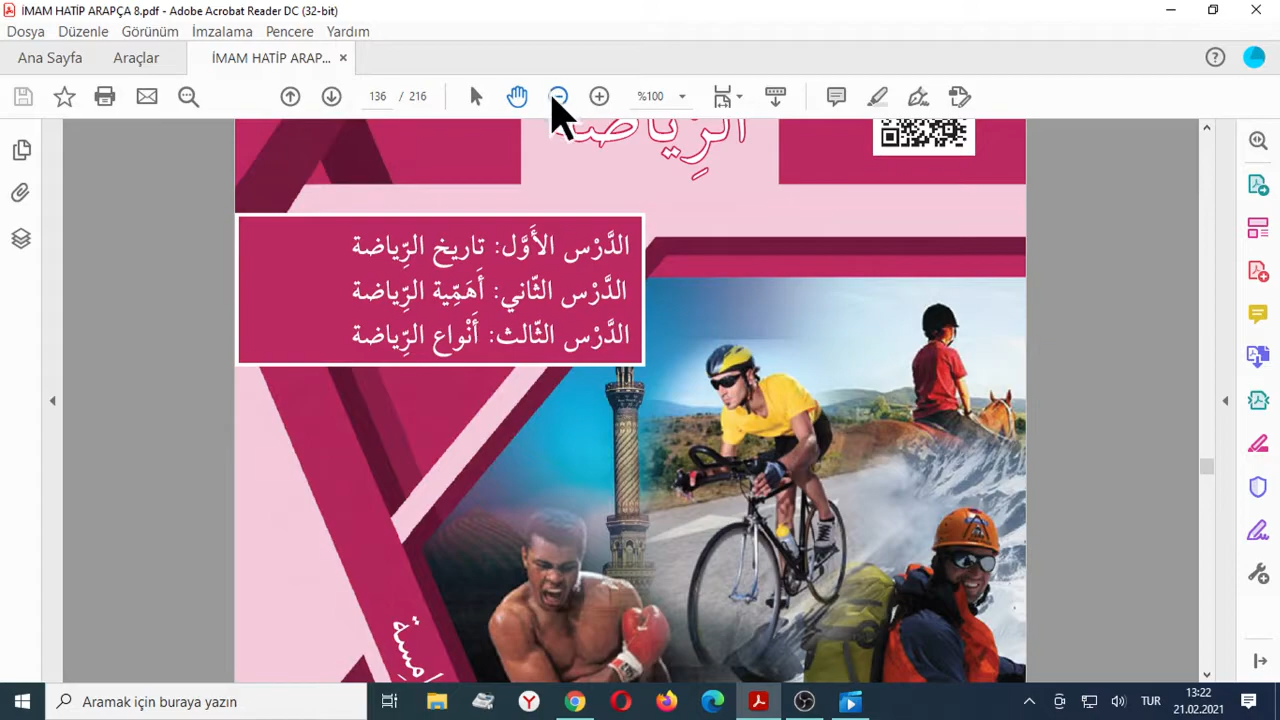 İMAM HATİP ARAPÇA 8.pdf - Adobe Acrobat Reader DC (32-bit)
Dosya Düzenle Görünüm İmzalama Pencere Yardım
Ana Sayfa Araçlar İMAM HATİP ARAP...
136 / 216 %100
الرِّياضة
الدَّرْس الأَوَّل: تاريخ الرِّياضة
الدَّرْس الثّاني: أَهَمِّية الرِّياضة
الدَّرْس الثّالث: أَنْواع الرِّياضة
Aramak için buraya yazın
TUR
13:22
21.02.2021